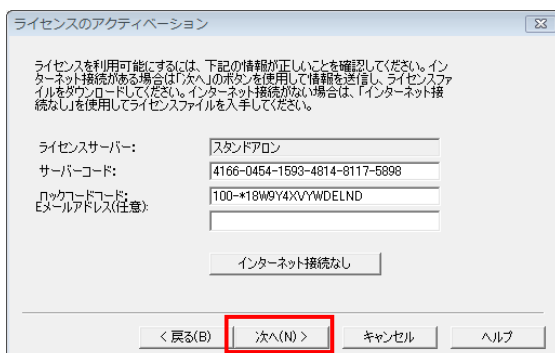 ライセンスのアクティベーション
ライセンスを利用可能にするには、下記の情報が正しいことを確認してください。イン
ターネット接続がある場合は「次へ」のボタンを使用して情報を送信し、ライセンスファ
イルをダウンロードしてください。インターネット接続がない場合は、「インターネット接
続なし」を使用してライセンスファイルを入手してください。
ライセンスサーバー: スタンドアロン
サーバーコード: 4166-0454-1593-4814-8117-5898
ロックコードコード: 100-*18W9Y4XVYWDELND
Eメールアドレス(任意):
インターネット接続なし
< 戻る(B) 次へ(N) > キャンセル ヘルプ